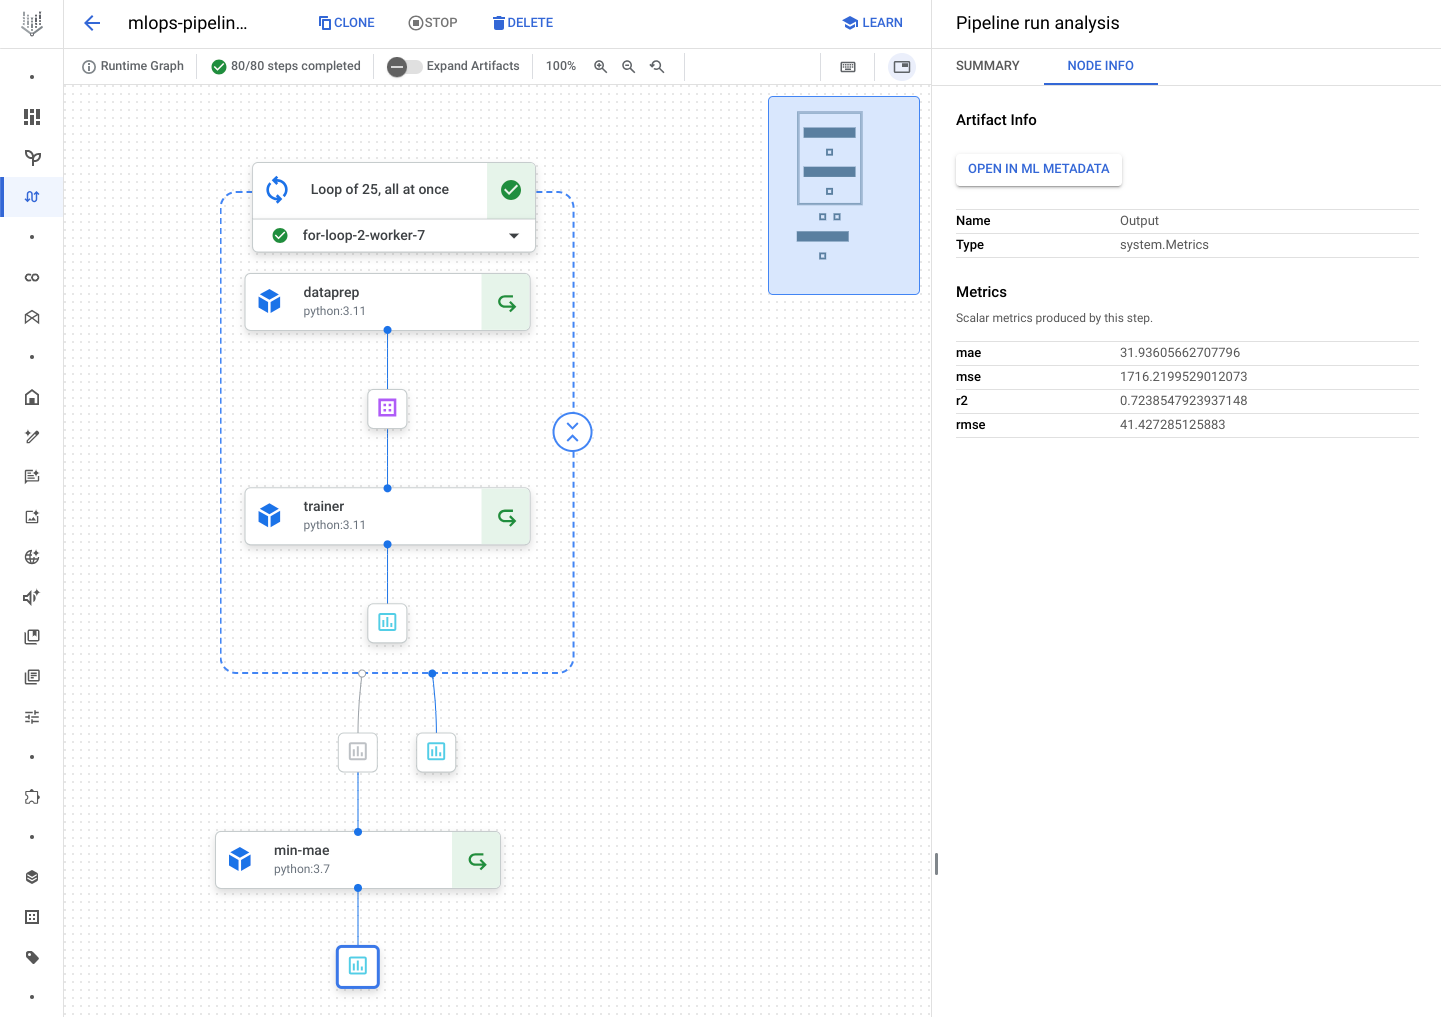 mlops-pipelin...
CLONE
STOP
DELETE
LEARN
Runtime Graph
80/80 steps completed
Expand Artifacts
100%
Loop of 25, all at once
for-loop-2-worker-7
dataprep
python:3.11
trainer
python:3.11
min-mae
python:3.7
Pipeline run analysis
SUMMARY
NODE INFO
Artifact Info
OPEN IN ML METADATA
Name Output
Type system.Metrics
Metrics
Scalar metrics produced by this step.
mae 31.93605662707796
mse 1716.2199529012073
r2 0.7238547923937148
rmse 41.427285125883